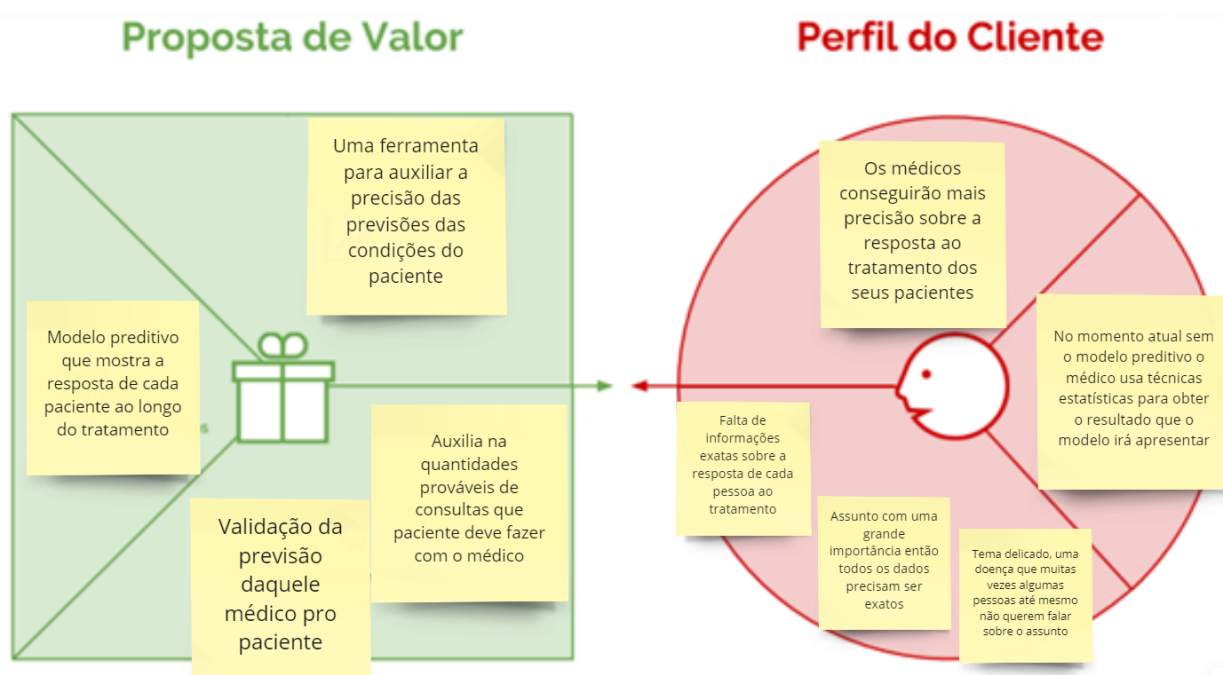 Proposta de Valor
Perfil do Cliente
Uma ferramenta
para auxiliar a
precisão das
previsões das
condições do
paciente
Modelo preditivo
que mostra a
resposta de cada
paciente ao longo
do tratamento
Auxilia na
quantidades
prováveis de
consultas que
paciente deve fazer
com o médico
Validação da
previsão
daquele
médico pro
paciente
Os médicos
conseguirão mais
precisão sobre a
resposta ao
tratamento dos
seus pacientes
No momento atual sem
o modelo preditivo o
médico usa técnicas
estatísticas para obter
o resultado que o
modelo irá apresentar
Falta de
informações
exatas sobre a
resposta de cada
pessoa ao
tratamento
Assunto com uma
grande
importância então
todos os dados
precisam ser
exatos
Tema delicado, uma
doença que muitas
vezes algumas
pessoas até mesmo
não querem falar
sobre o assunto